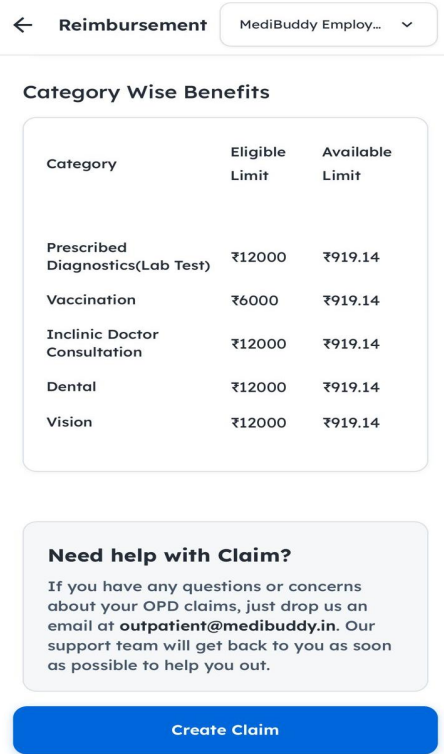 Reimbursement
MediBuddy Employ...
Category Wise Benefits
Category Eligible Limit Available Limit
Prescribed Diagnostics(Lab Test) ₹12000 ₹919.14
Vaccination ₹6000 ₹919.14
Inclinic Doctor Consultation ₹12000 ₹919.14
Dental ₹12000 ₹919.14
Vision ₹12000 ₹919.14
Need help with Claim?
If you have any questions or concerns
about your OPD claims, just drop us an
email at outpatient@medibuddy.in. Our
support team will get back to you as soon
as possible to help you out.
Create Claim